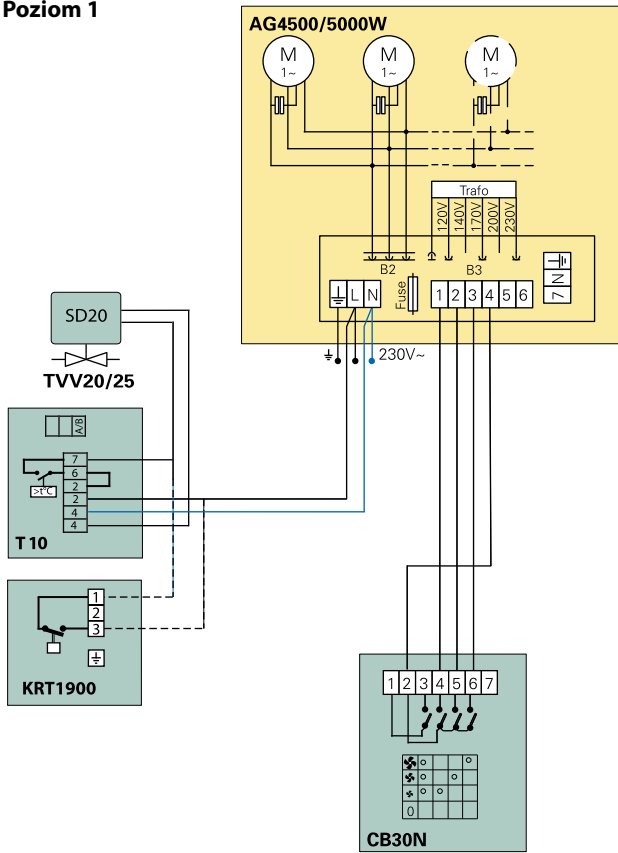 Poziom 1
AG4500/5000W
M 1~
M 1~
M 1~
Trafo
120V 140V 170V 200V 230V
B2 B3
L N
Fuse
1 2 3 4 5 6
N 7
230V~
SD20
TVV20/25
A/B
7
6
2
2
4
4
>t°C
T 10
1
2
3
KRT1900
1 2 3 4 5 6 7
0
CB30N